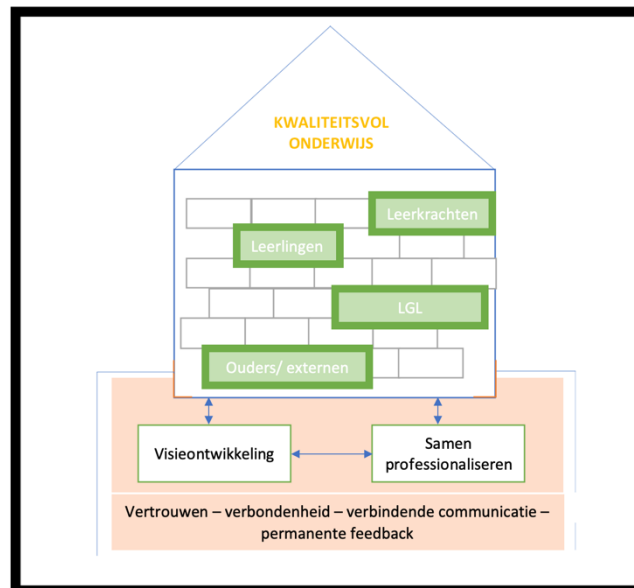 KWALITEITSVOL
ONDERWIJS
Leerkrachten
Leerlingen
LGL
Ouders/ externen
Visieontwikkeling
Samen
professionaliseren
Vertrouwen – verbondenheid – verbindende communicatie –
permanente feedback